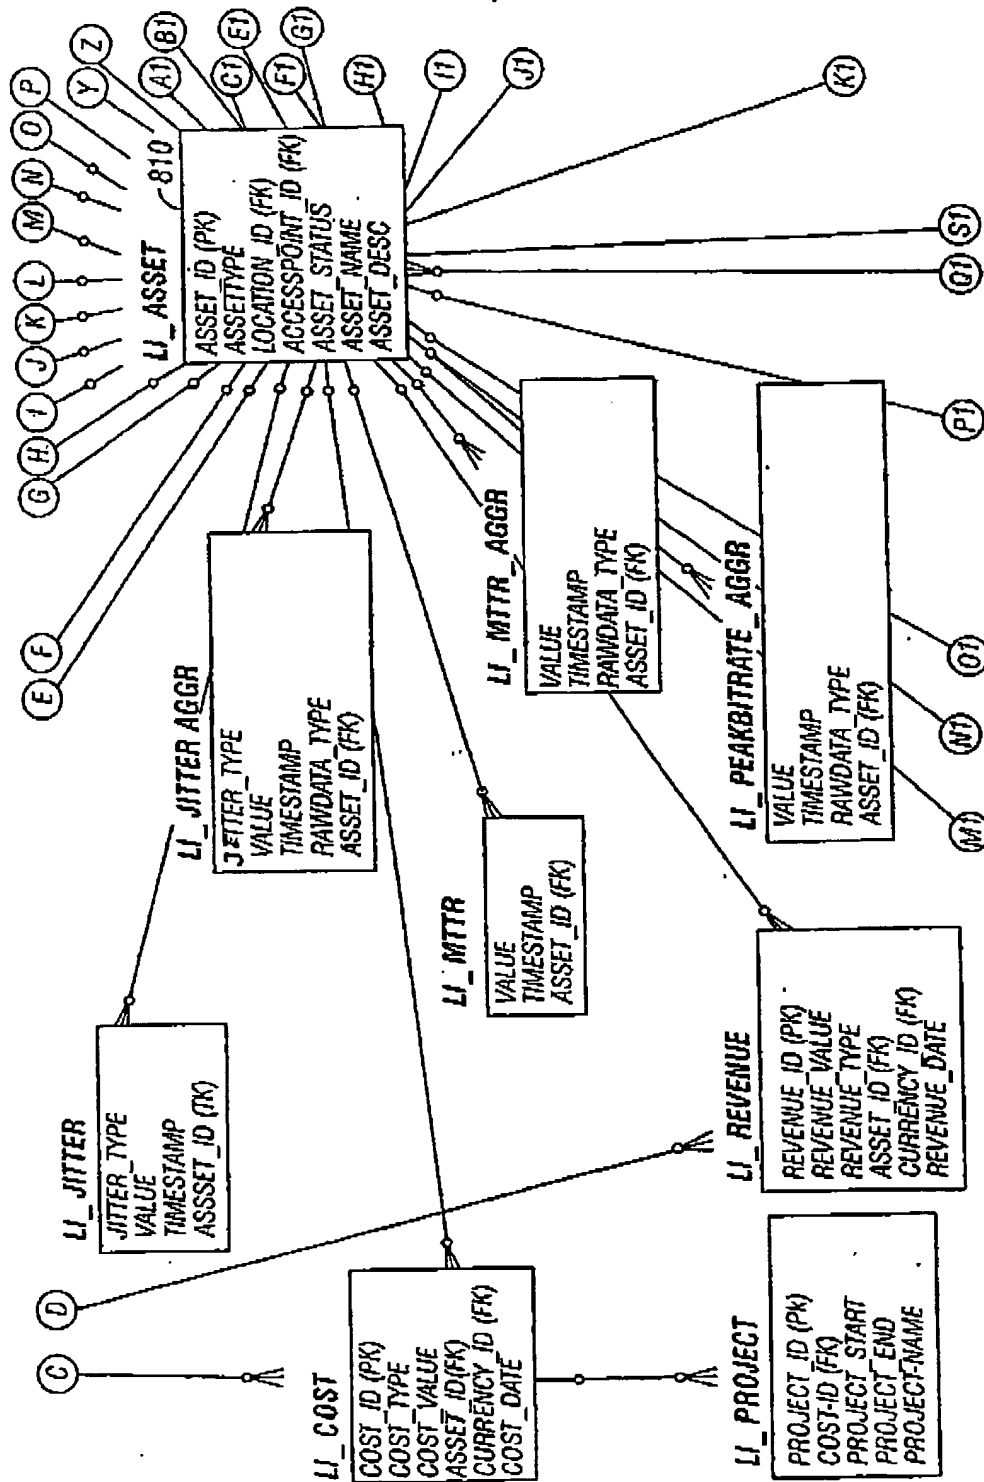 C
D
E
F
G
H
I
J
K
L
M
N
O
P
Y
Z
A1
B1
C1
E1
F1
G1
H1
I1
J1
K1
S1
Q1
P1
O1
N1
M1
810
LI_ASSET
ASSET_ID (PK)
ASSETTYPE
LOCATION_ID (FK)
ACCESSPOINT_ID (FK)
ASSET_STATUS
ASSET_NAME
ASSET_DESC
LI_JITTER
JITTER_TYPE
VALUE
TIMESTAMP
ASSSET_ID (TK)
LI_JITTER AGGR
JETTER_TYPE
VALUE
TIMESTAMP
RAWDATA_TYPE
ASSET_ID (FK)
LI_COST
COST_ID (PK)
COST_TYPE
COST_VALUE
ASSET_ID(FK)
CURRENCY_ID (FK)
COST_DATE
LI_MTTR
VALUE
TIMESTAMP
ASSET_ID (FK)
LI_MTTR_AGGR
VALUE
TIMESTAMP
RAWDATA_TYPE
ASSET_ID (FK)
LI_PROJECT
PROJECT_ID (PK)
COST-ID (FK)
PROJECT_START
PROJECT_END
PROJECT-NAME
LI_REVENUE
REVENUE_ID (PK)
REVENUE_VALUE
REVENUE_TYPE
ASSET_ID (FK)
CURRENCY_ID (FK)
REVENUE_DATE
LI_PEAKBITRATE_AGGR
VALUE
TIMESTAMP
RAWDATA_TYPE
ASSET_ID (FK)